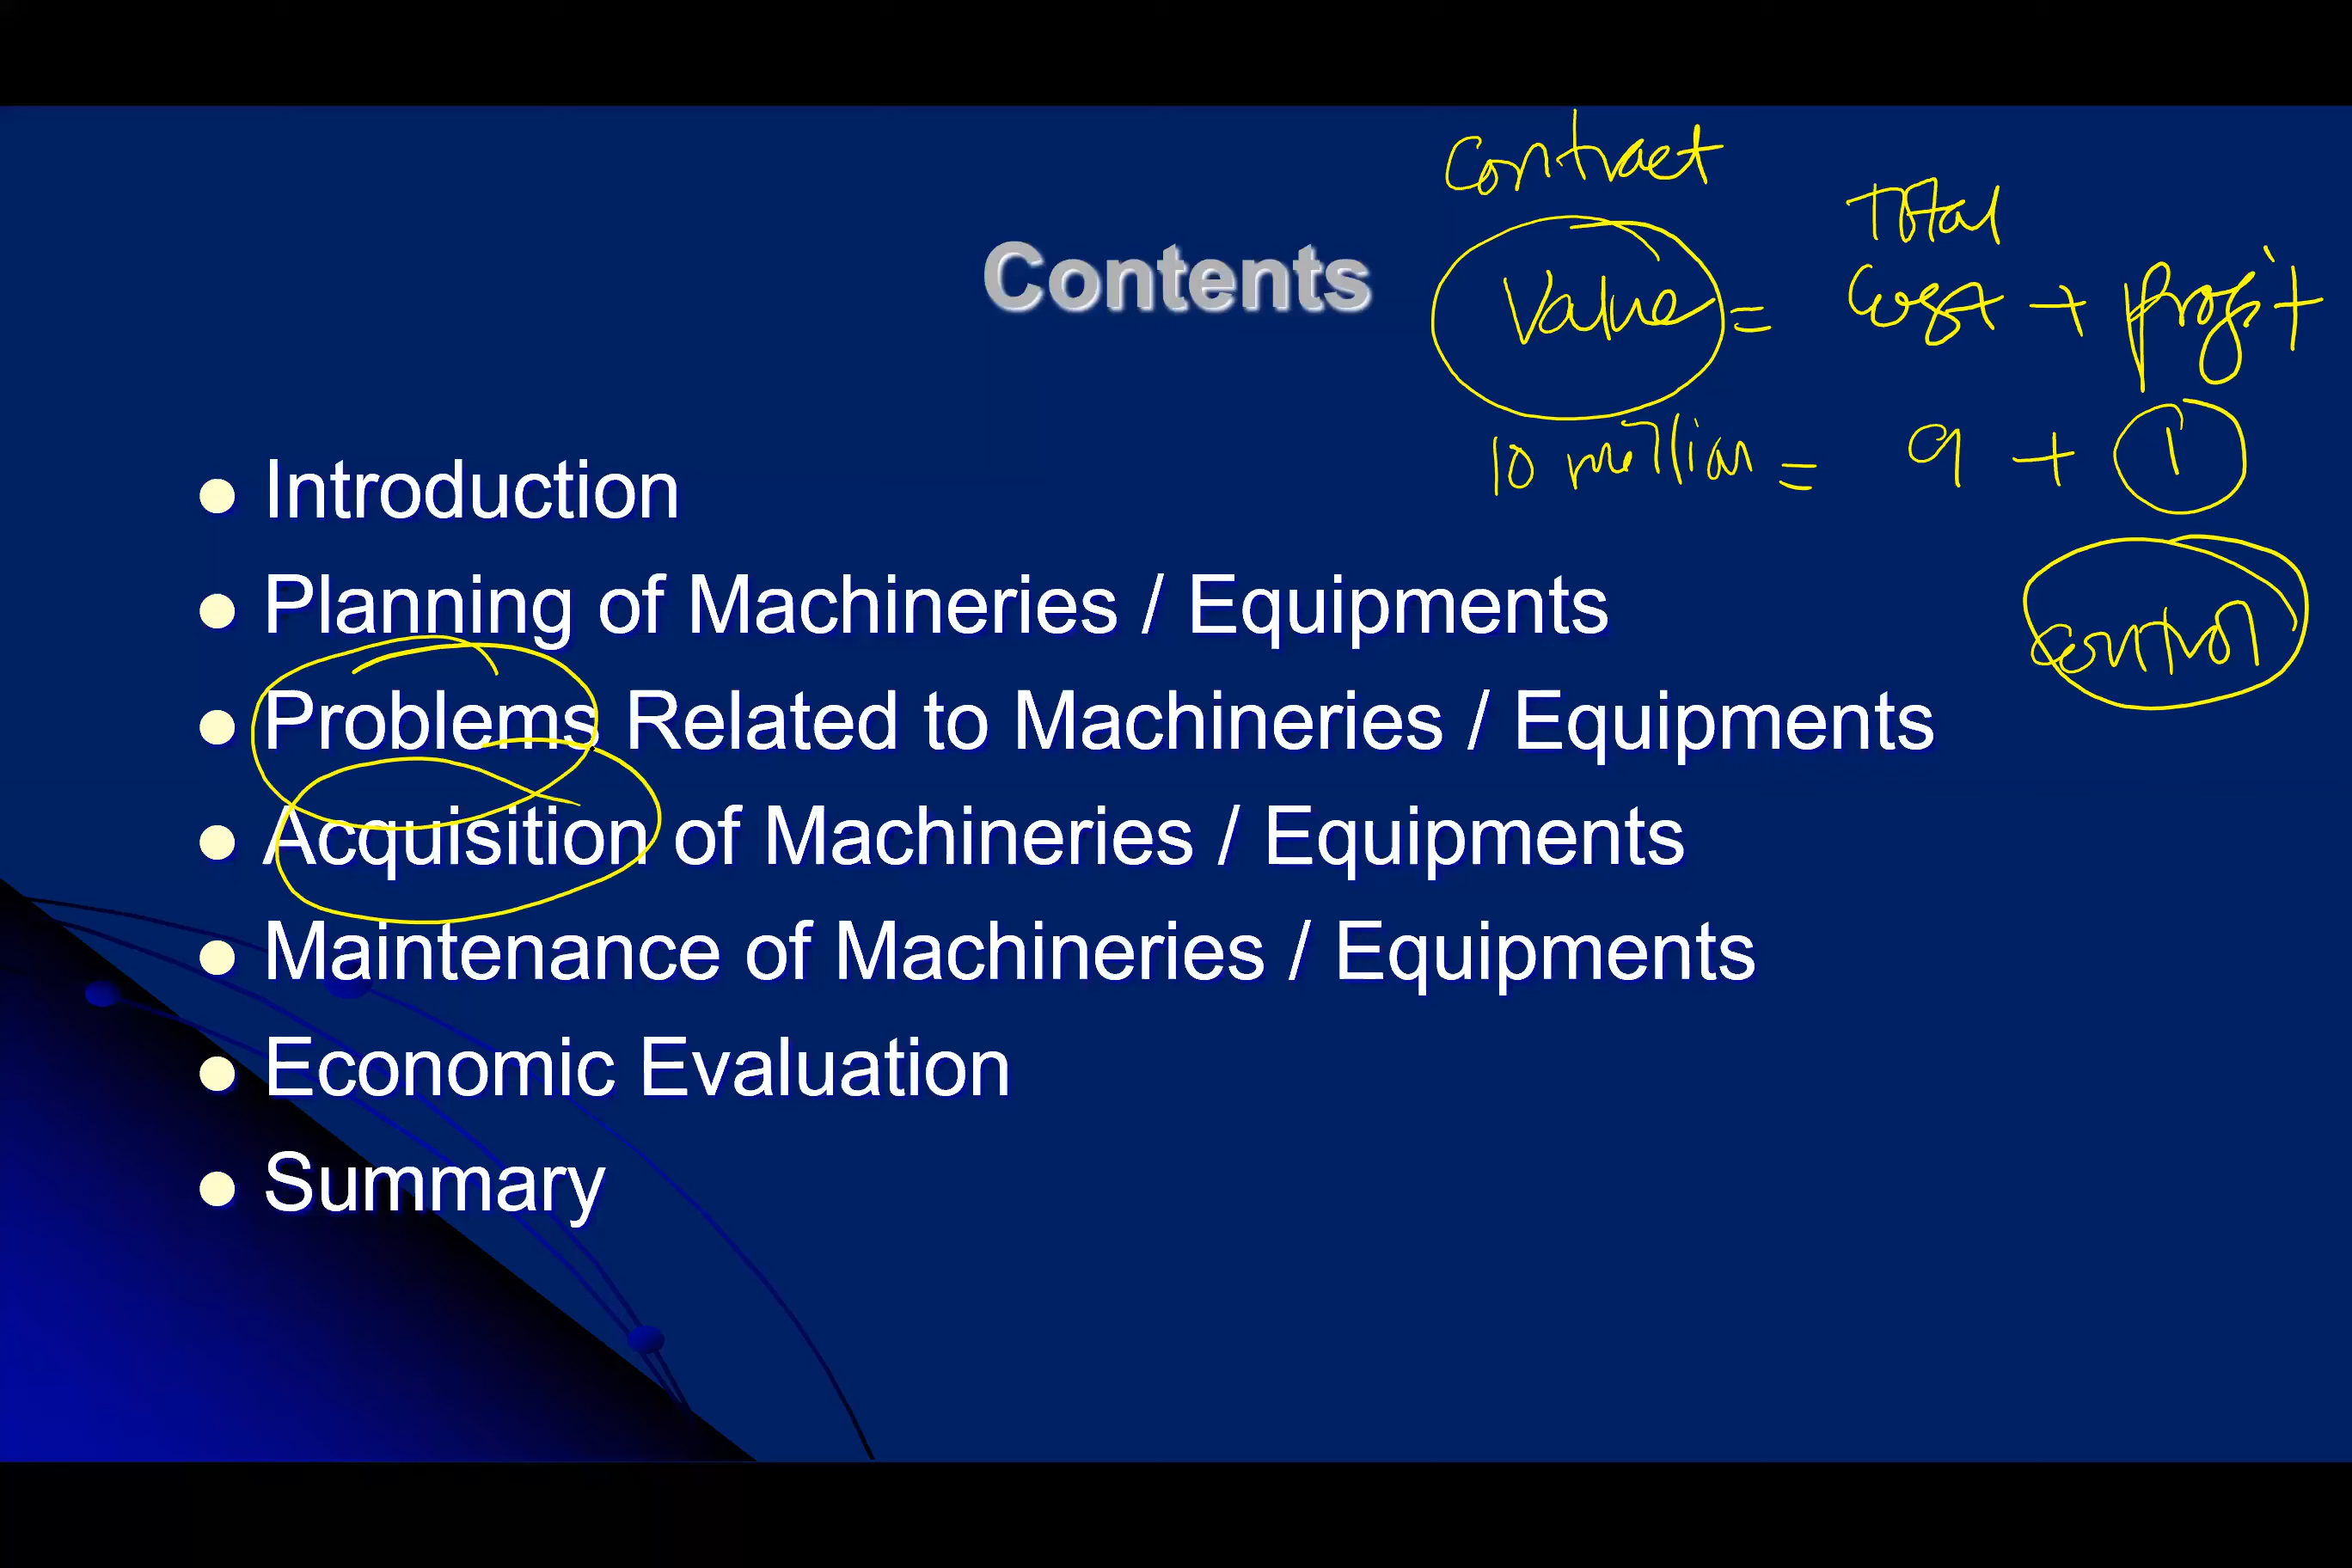 Contract
Total
Value = Cost + profit
Contents
10 million = 9 + 1
Introduction
Planning of Machineries / Equipments
Control
Problems Related to Machineries / Equipments
Acquisition of Machineries / Equipments
Maintenance of Machineries / Equipments
Economic Evaluation
Summary